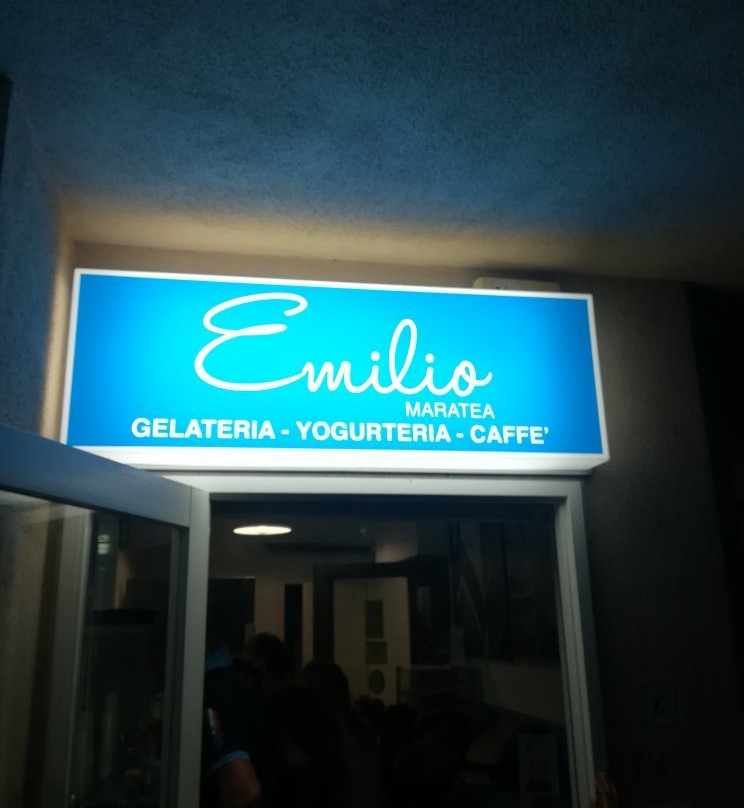 Emilio
MARATEA
GELATERIA - YOGURTERIA - CAFFE'